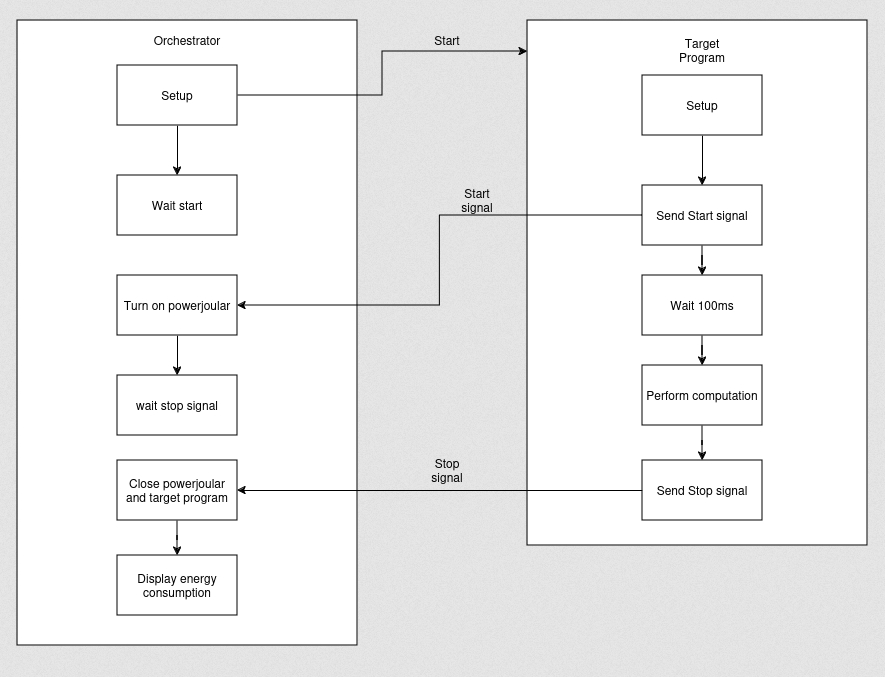 Orchestrator
Setup
Wait start
Turn on powerjoular
wait stop signal
Close powerjoular
and target program
Display energy
consumption
Start
Start
signal
Stop
signal
Target
Program
Setup
Send Start signal
Wait 100ms
Perform computation
Send Stop signal